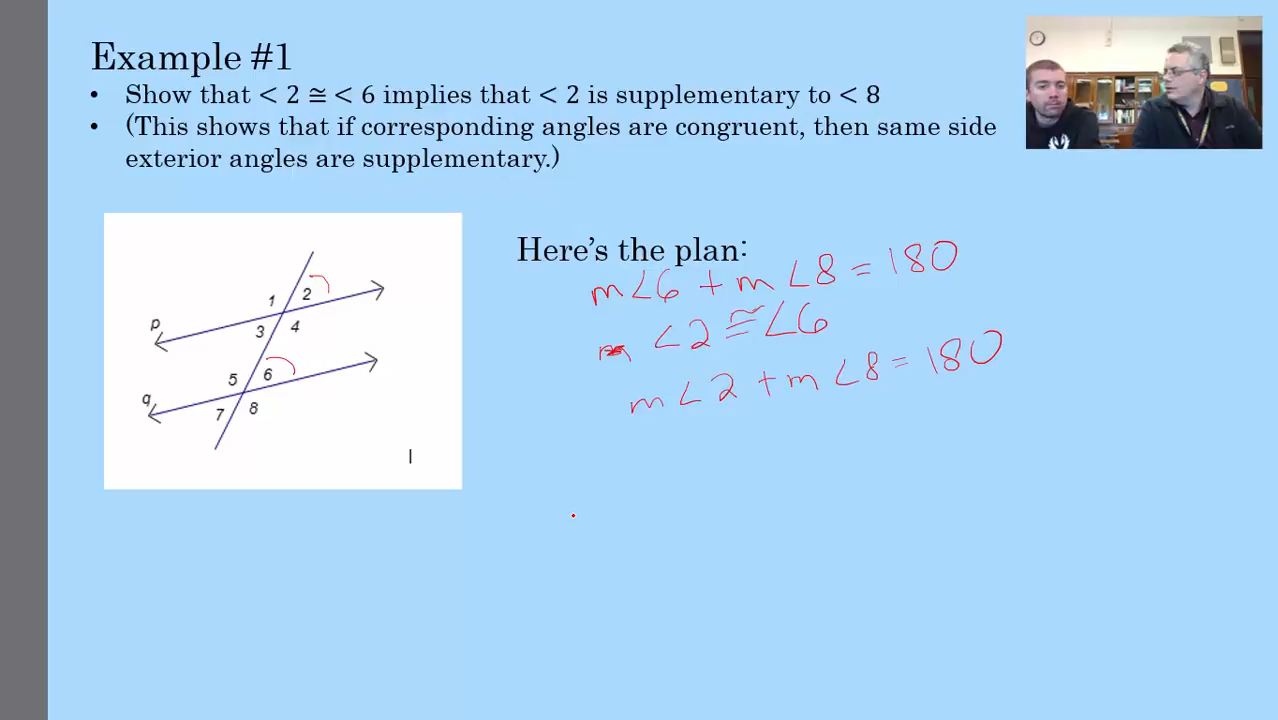 Example #1
• Show that < 2 ≅ < 6 implies that < 2 is supplementary to < 8
• (This shows that if corresponding angles are congruent, then same side
exterior angles are supplementary.)
Here's the plan:
m∠6 + m∠8 = 180
∠2 ≅ ∠6
m∠2 + m∠8 = 180
1 2
p
3 4
5 6
q
7 8